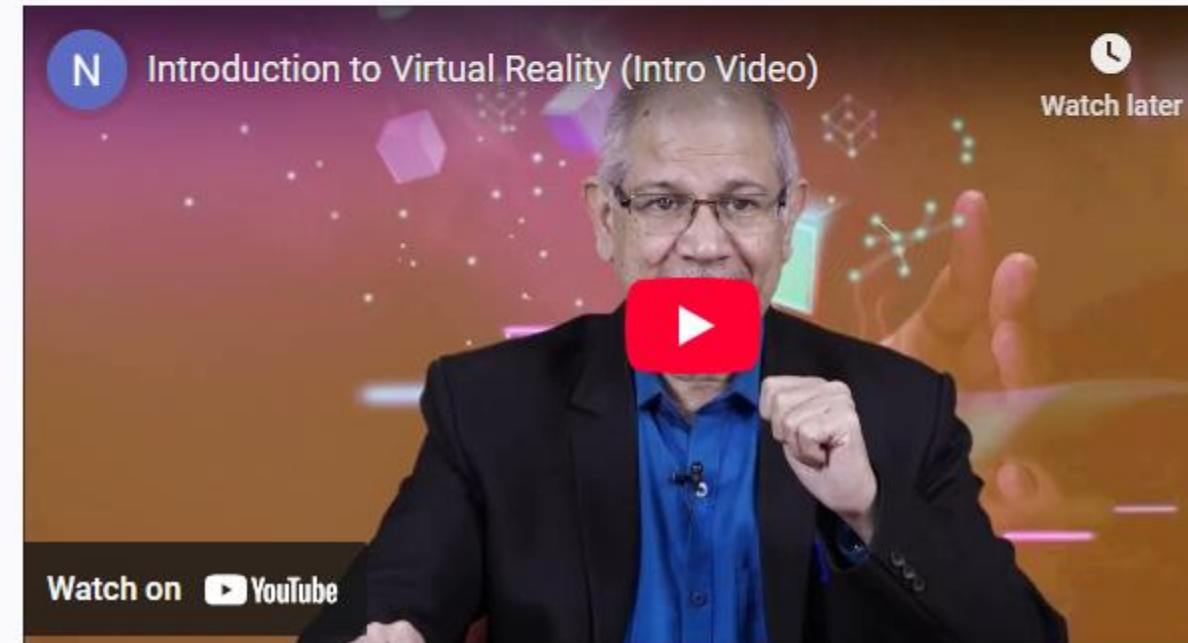 N
Introduction to Virtual Reality (Intro Video)
Watch later
Watch on YouTube